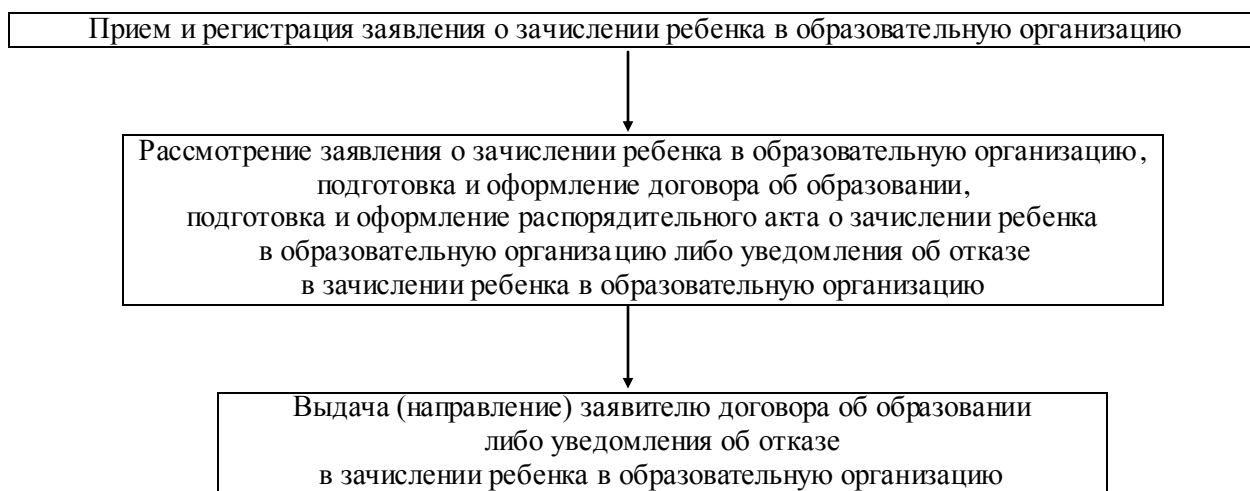 Прием и регистрация заявления о зачислении ребенка в образовательную организацию
Рассмотрение заявления о зачислении ребенка в образовательную организацию,
подготовка и оформление договора об образовании,
подготовка и оформление распорядительного акта о зачислении ребенка
в образовательную организацию либо уведомления об отказе
в зачислении ребенка в образовательную организацию
Выдача (направление) заявителю договора об образовании
либо уведомления об отказе
в зачислении ребенка в образовательную организацию